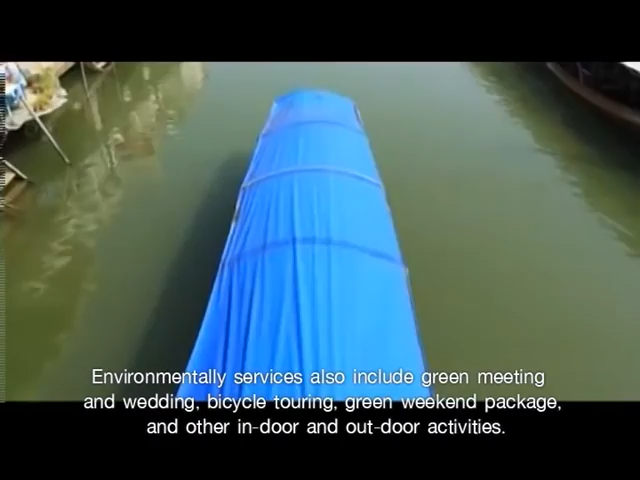 Environmentally services also include green meeting
and wedding, bicycle touring, green weekend package,
and other in-door and out-door activities.